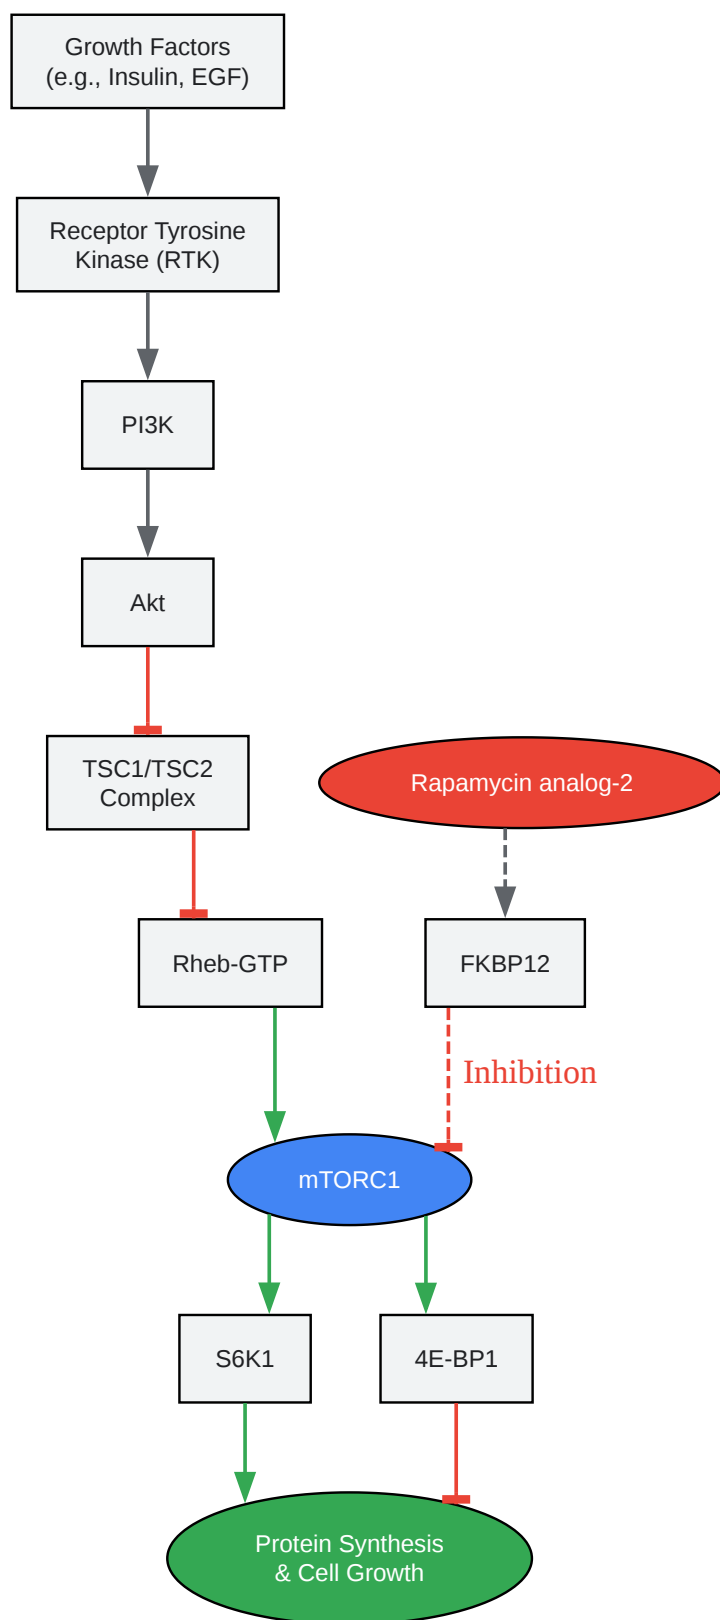 Growth Factors
(e.g., Insulin, EGF)
Receptor Tyrosine
Kinase (RTK)
PI3K
Akt
TSC1/TSC2
Complex
Rapamycin analog-2
Rheb-GTP
FKBP12
Inhibition
mTORC1
S6K1
4E-BP1
Protein Synthesis
& Cell Growth